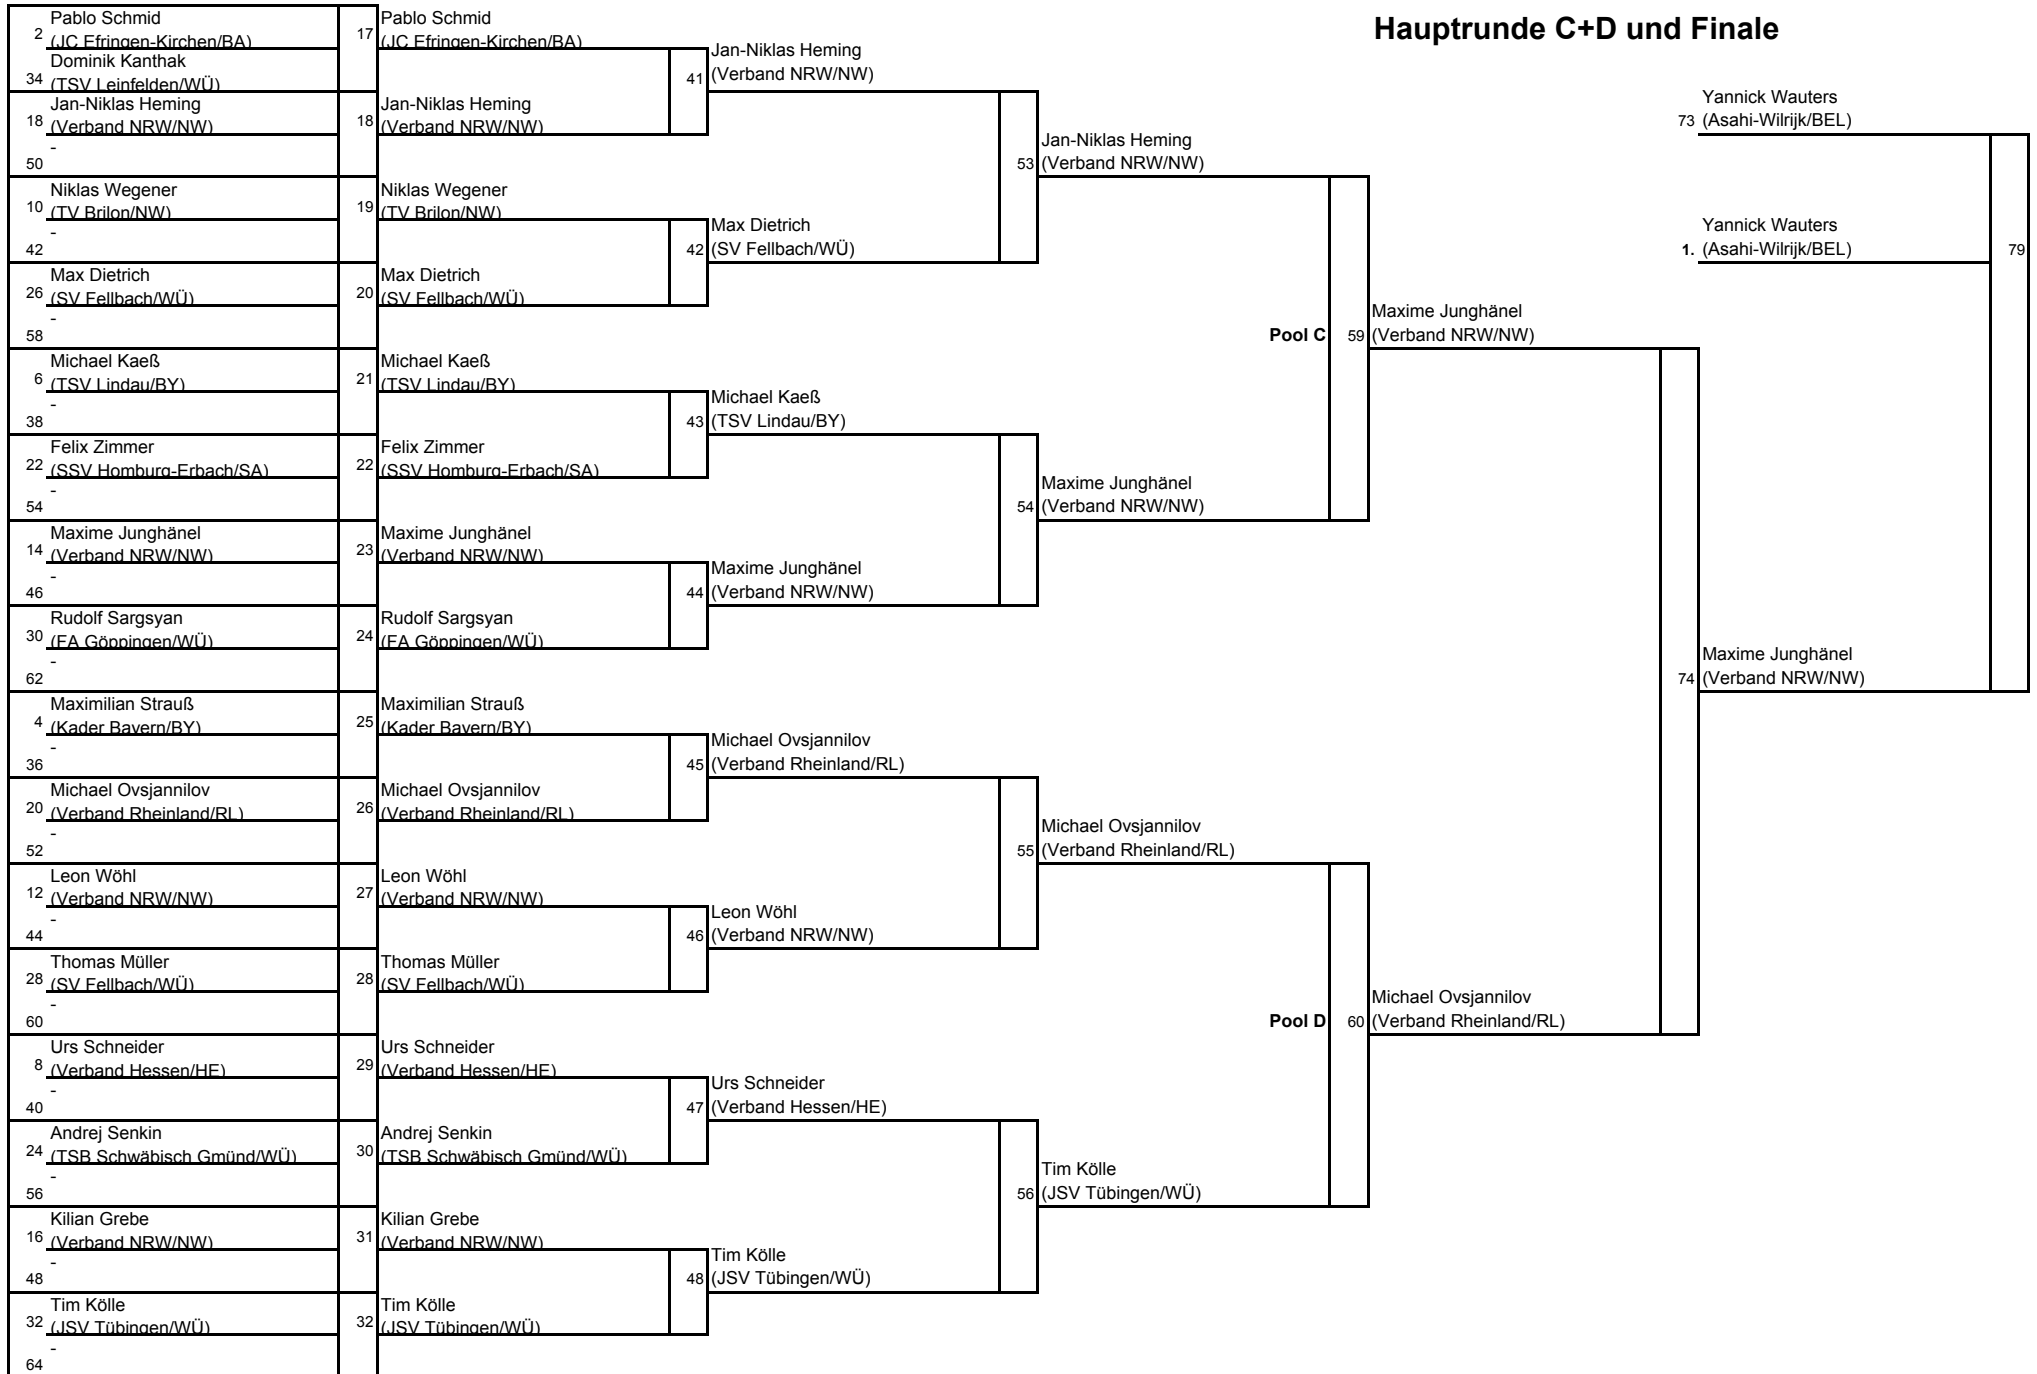 Hauptrunde C+D und Finale
2 Pablo Schmid
(JC Efringen-Kirchen/BA)
34 Dominik Kanthak
(TSV Leinfelden/WÜ)
18 Jan-Niklas Heming
(Verband NRW/NW)
50 -
10 Niklas Wegener
(TV Brilon/NW)
42 -
26 Max Dietrich
(SV Fellbach/WÜ)
58 -
6 Michael Kaeß
(TSV Lindau/BY)
38 -
22 Felix Zimmer
(SSV Homburg-Erbach/SA)
54 -
14 Maxime Junghänel
(Verband NRW/NW)
46 -
30 Rudolf Sargsyan
(FA Göppingen/WÜ)
62 -
4 Maximilian Strauß
(Kader Bayern/BY)
36 -
20 Michael Ovsjannilov
(Verband Rheinland/RL)
52 -
12 Leon Wöhl
(Verband NRW/NW)
44 -
28 Thomas Müller
(SV Fellbach/WÜ)
60 -
8 Urs Schneider
(Verband Hessen/HE)
40 -
24 Andrej Senkin
(TSB Schwäbisch Gmünd/WÜ)
56 -
16 Kilian Grebe
(Verband NRW/NW)
48 -
32 Tim Kölle
(JSV Tübingen/WÜ)
64 -
17 Pablo Schmid
(JC Efringen-Kirchen/BA)
18 Jan-Niklas Heming
(Verband NRW/NW)
19 Niklas Wegener
(TV Brilon/NW)
20 Max Dietrich
(SV Fellbach/WÜ)
21 Michael Kaeß
(TSV Lindau/BY)
22 Felix Zimmer
(SSV Homburg-Erbach/SA)
23 Maxime Junghänel
(Verband NRW/NW)
24 Rudolf Sargsyan
(FA Göppingen/WÜ)
25 Maximilian Strauß
(Kader Bayern/BY)
26 Michael Ovsjannilov
(Verband Rheinland/RL)
27 Leon Wöhl
(Verband NRW/NW)
28 Thomas Müller
(SV Fellbach/WÜ)
29 Urs Schneider
(Verband Hessen/HE)
30 Andrej Senkin
(TSB Schwäbisch Gmünd/WÜ)
31 Kilian Grebe
(Verband NRW/NW)
32 Tim Kölle
(JSV Tübingen/WÜ)
Jan-Niklas Heming
41 (Verband NRW/NW)
Max Dietrich
42 (SV Fellbach/WÜ)
Michael Kaeß
43 (TSV Lindau/BY)
Maxime Junghänel
44 (Verband NRW/NW)
Michael Ovsjannilov
45 (Verband Rheinland/RL)
Leon Wöhl
46 (Verband NRW/NW)
Urs Schneider
47 (Verband Hessen/HE)
Tim Kölle
48 (JSV Tübingen/WÜ)
Jan-Niklas Heming
53 (Verband NRW/NW)
Maxime Junghänel
54 (Verband NRW/NW)
Michael Ovsjannilov
55 (Verband Rheinland/RL)
Tim Kölle
56 (JSV Tübingen/WÜ)
Maxime Junghänel
Pool C 59 (Verband NRW/NW)
Michael Ovsjannilov
Pool D 60 (Verband Rheinland/RL)
Yannick Wauters
73 (Asahi-Wilrijk/BEL)
Yannick Wauters
1. (Asahi-Wilrijk/BEL) 79
Maxime Junghänel
74 (Verband NRW/NW)